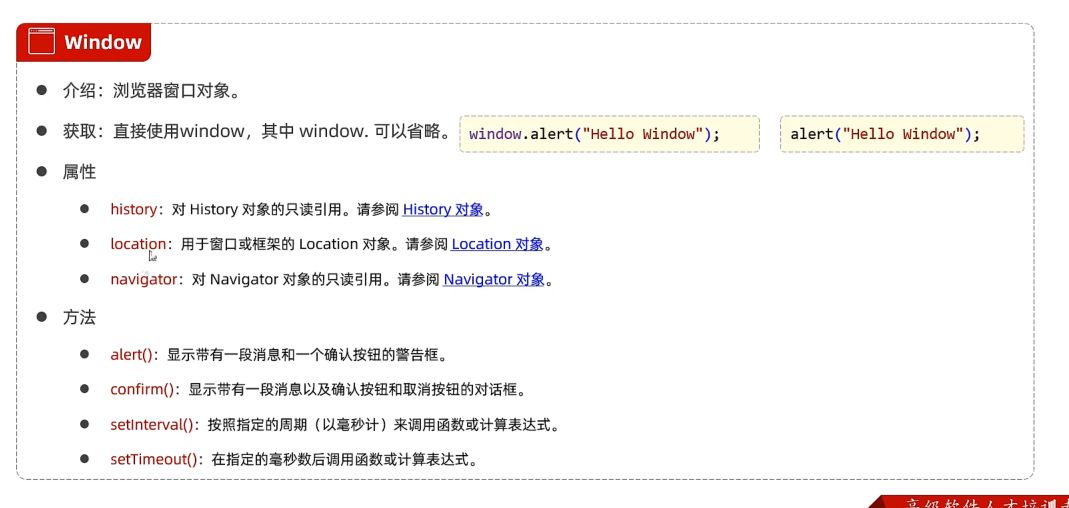 Window
介绍：浏览器窗口对象。
获取：直接使用window，其中 window. 可以省略。 window.alert("Hello Window"); alert("Hello Window");
属性
history：对 History 对象的只读引用。请参阅 History 对象。
location：用于窗口或框架的 Location 对象。请参阅 Location 对象。
navigator：对 Navigator 对象的只读引用。请参阅 Navigator 对象。
方法
alert()：显示带有一段消息和一个确认按钮的警告框。
confirm()：显示带有一段消息以及确认按钮和取消按钮的对话框。
setInterval()：按照指定的周期（以毫秒计）来调用函数或计算表达式。
setTimeout()：在指定的毫秒数后调用函数或计算表达式。
高级软件人才培训